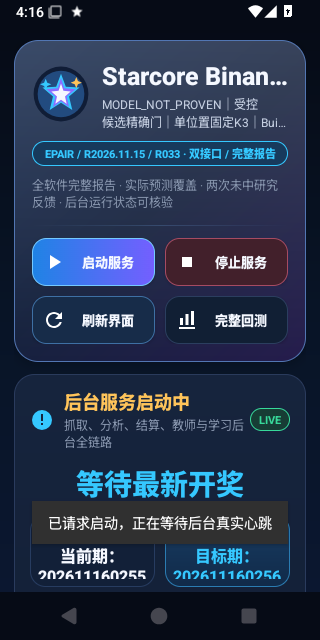 4:16
Starcore Binan…
MODEL_NOT_PROVEN｜受控
候选精确门｜单位置固定K3｜Bui…
EPAIR / R2026.11.15 / R033 · 双接口 / 完整报告
全软件完整报告 · 实际预测覆盖 · 两次未中研究
反馈 · 后台运行状态可核验
启动服务
停止服务
刷新界面
完整回测
后台服务启动中
抓取、分析、结算、教师与学习后
台全链路
LIVE
等待最新开奖
已请求启动，正在等待后台真实心跳
当前期：
202611160255
目标期：
202611160256